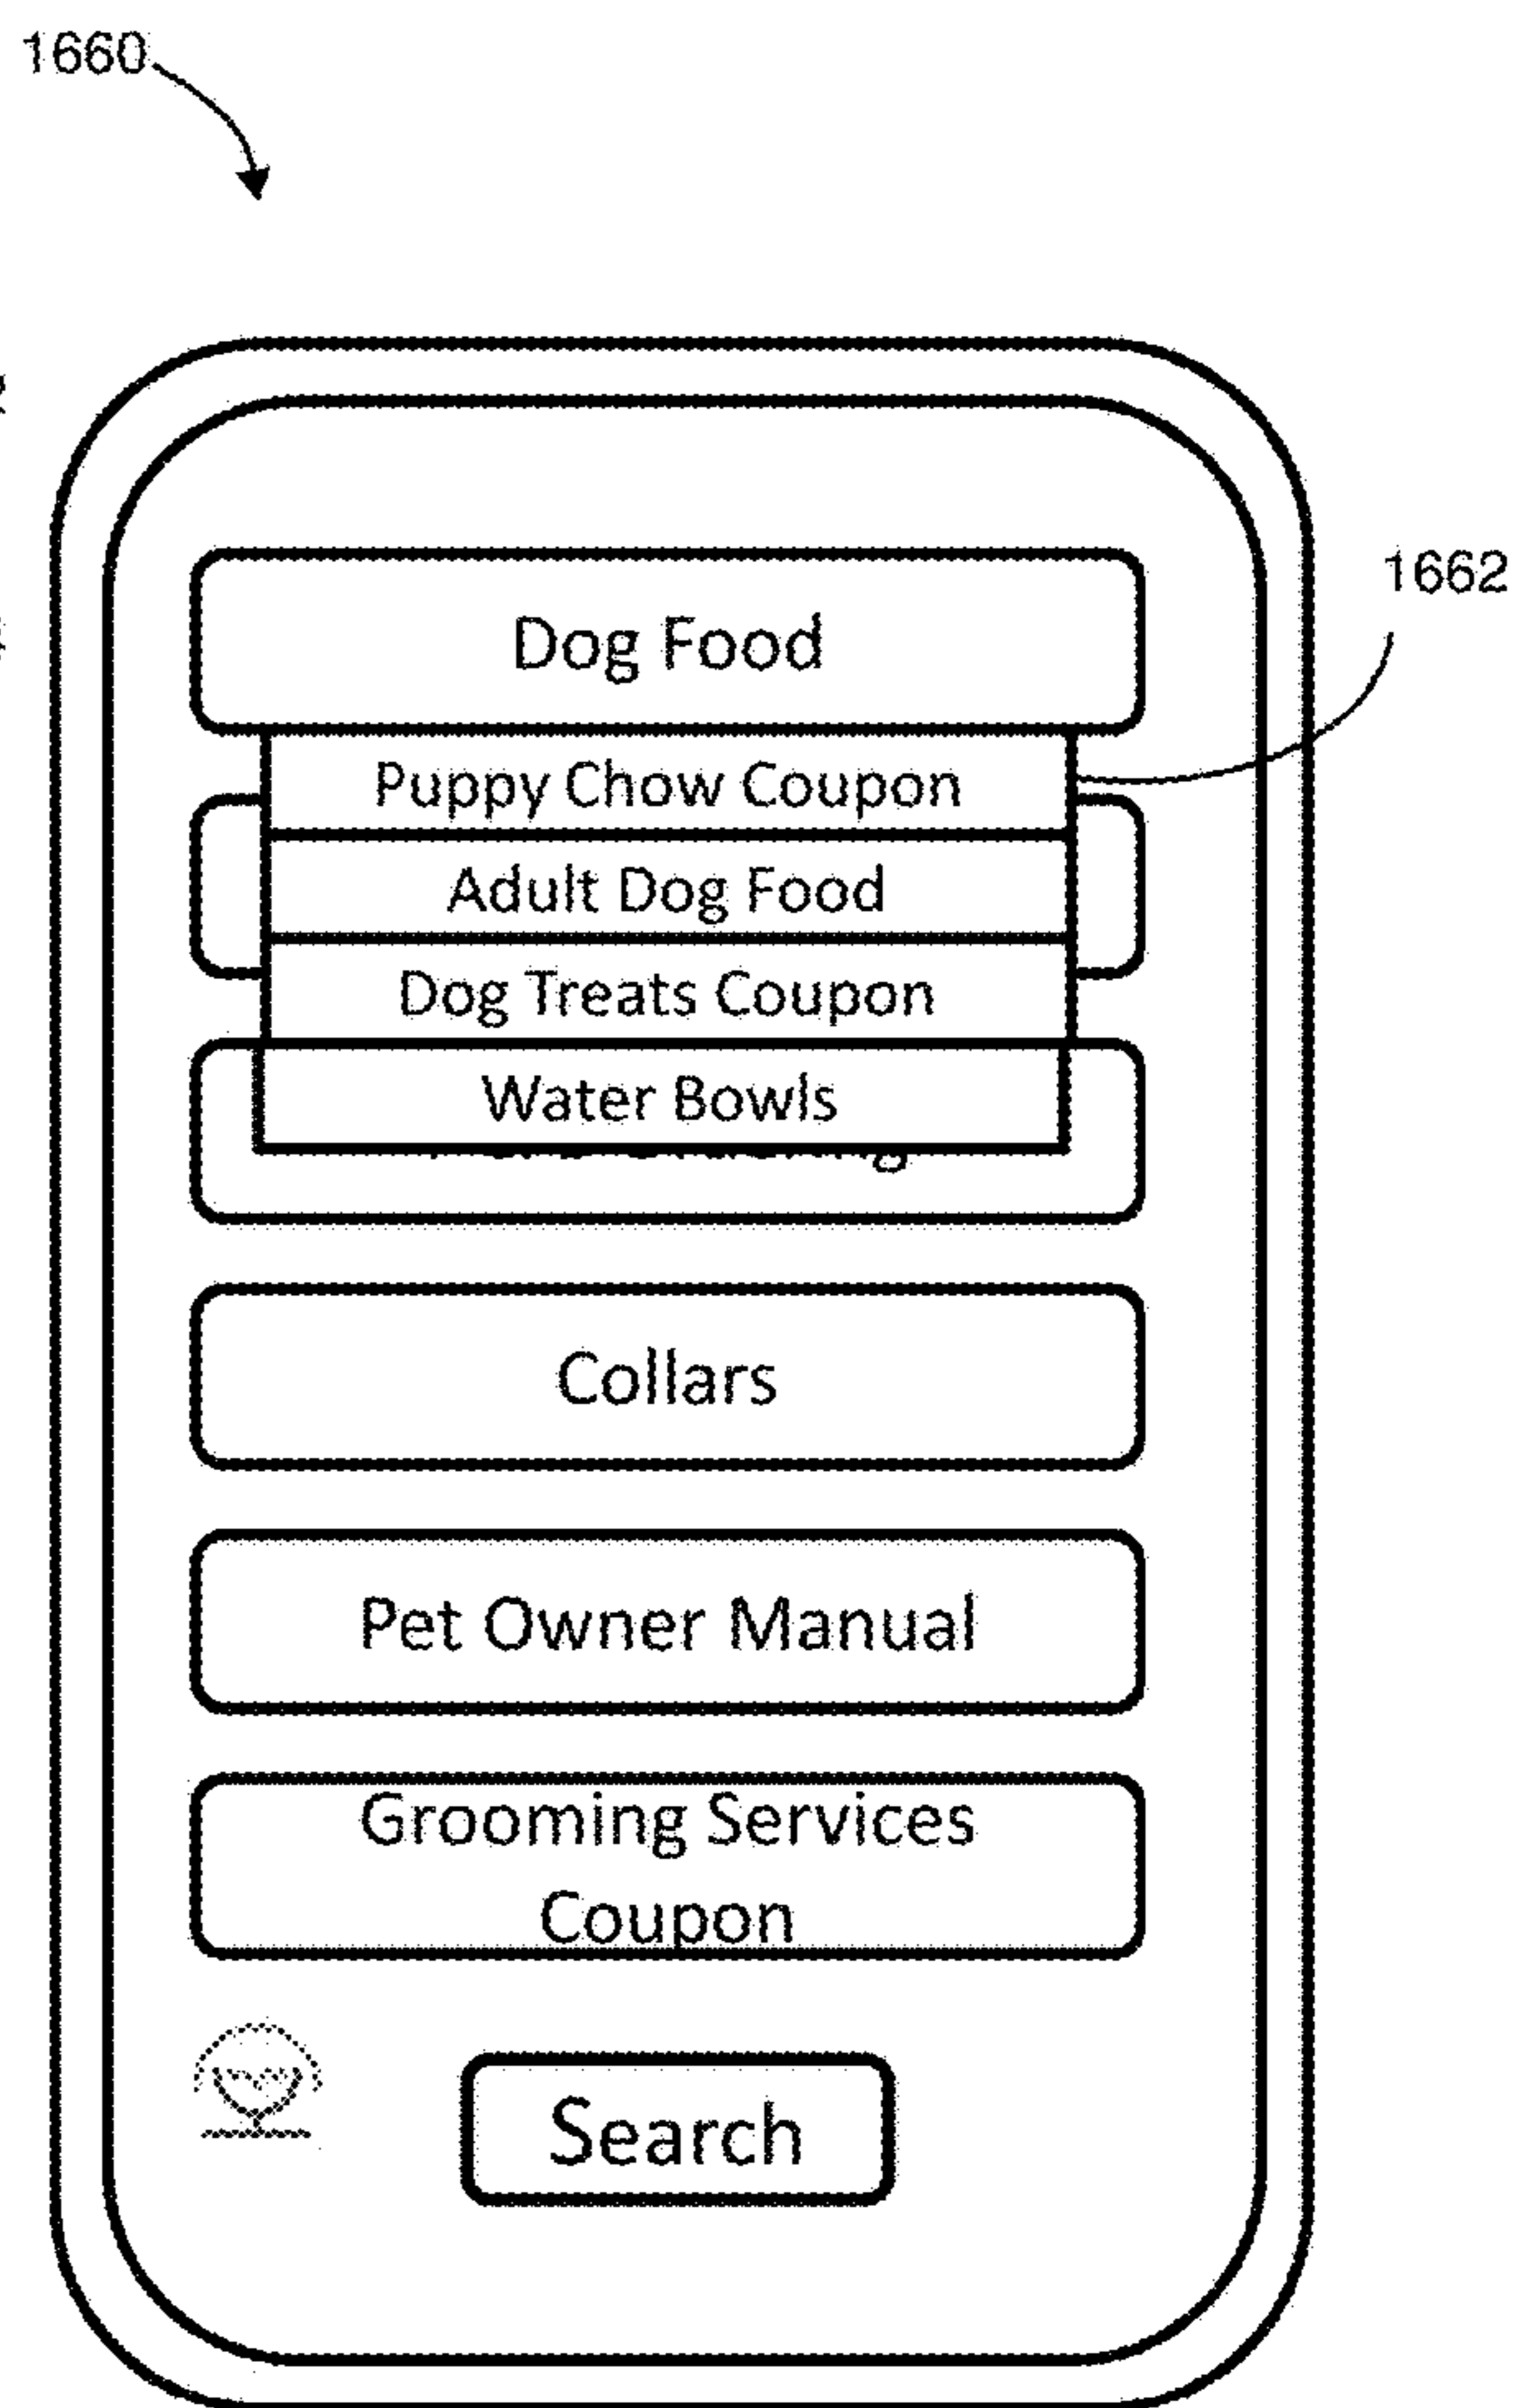 1660
1662
Dog Food
Puppy Chow Coupon
Adult Dog Food
Dog Treats Coupon
Water Bowls
Collars
Pet Owner Manual
Grooming Services
Coupon
Search